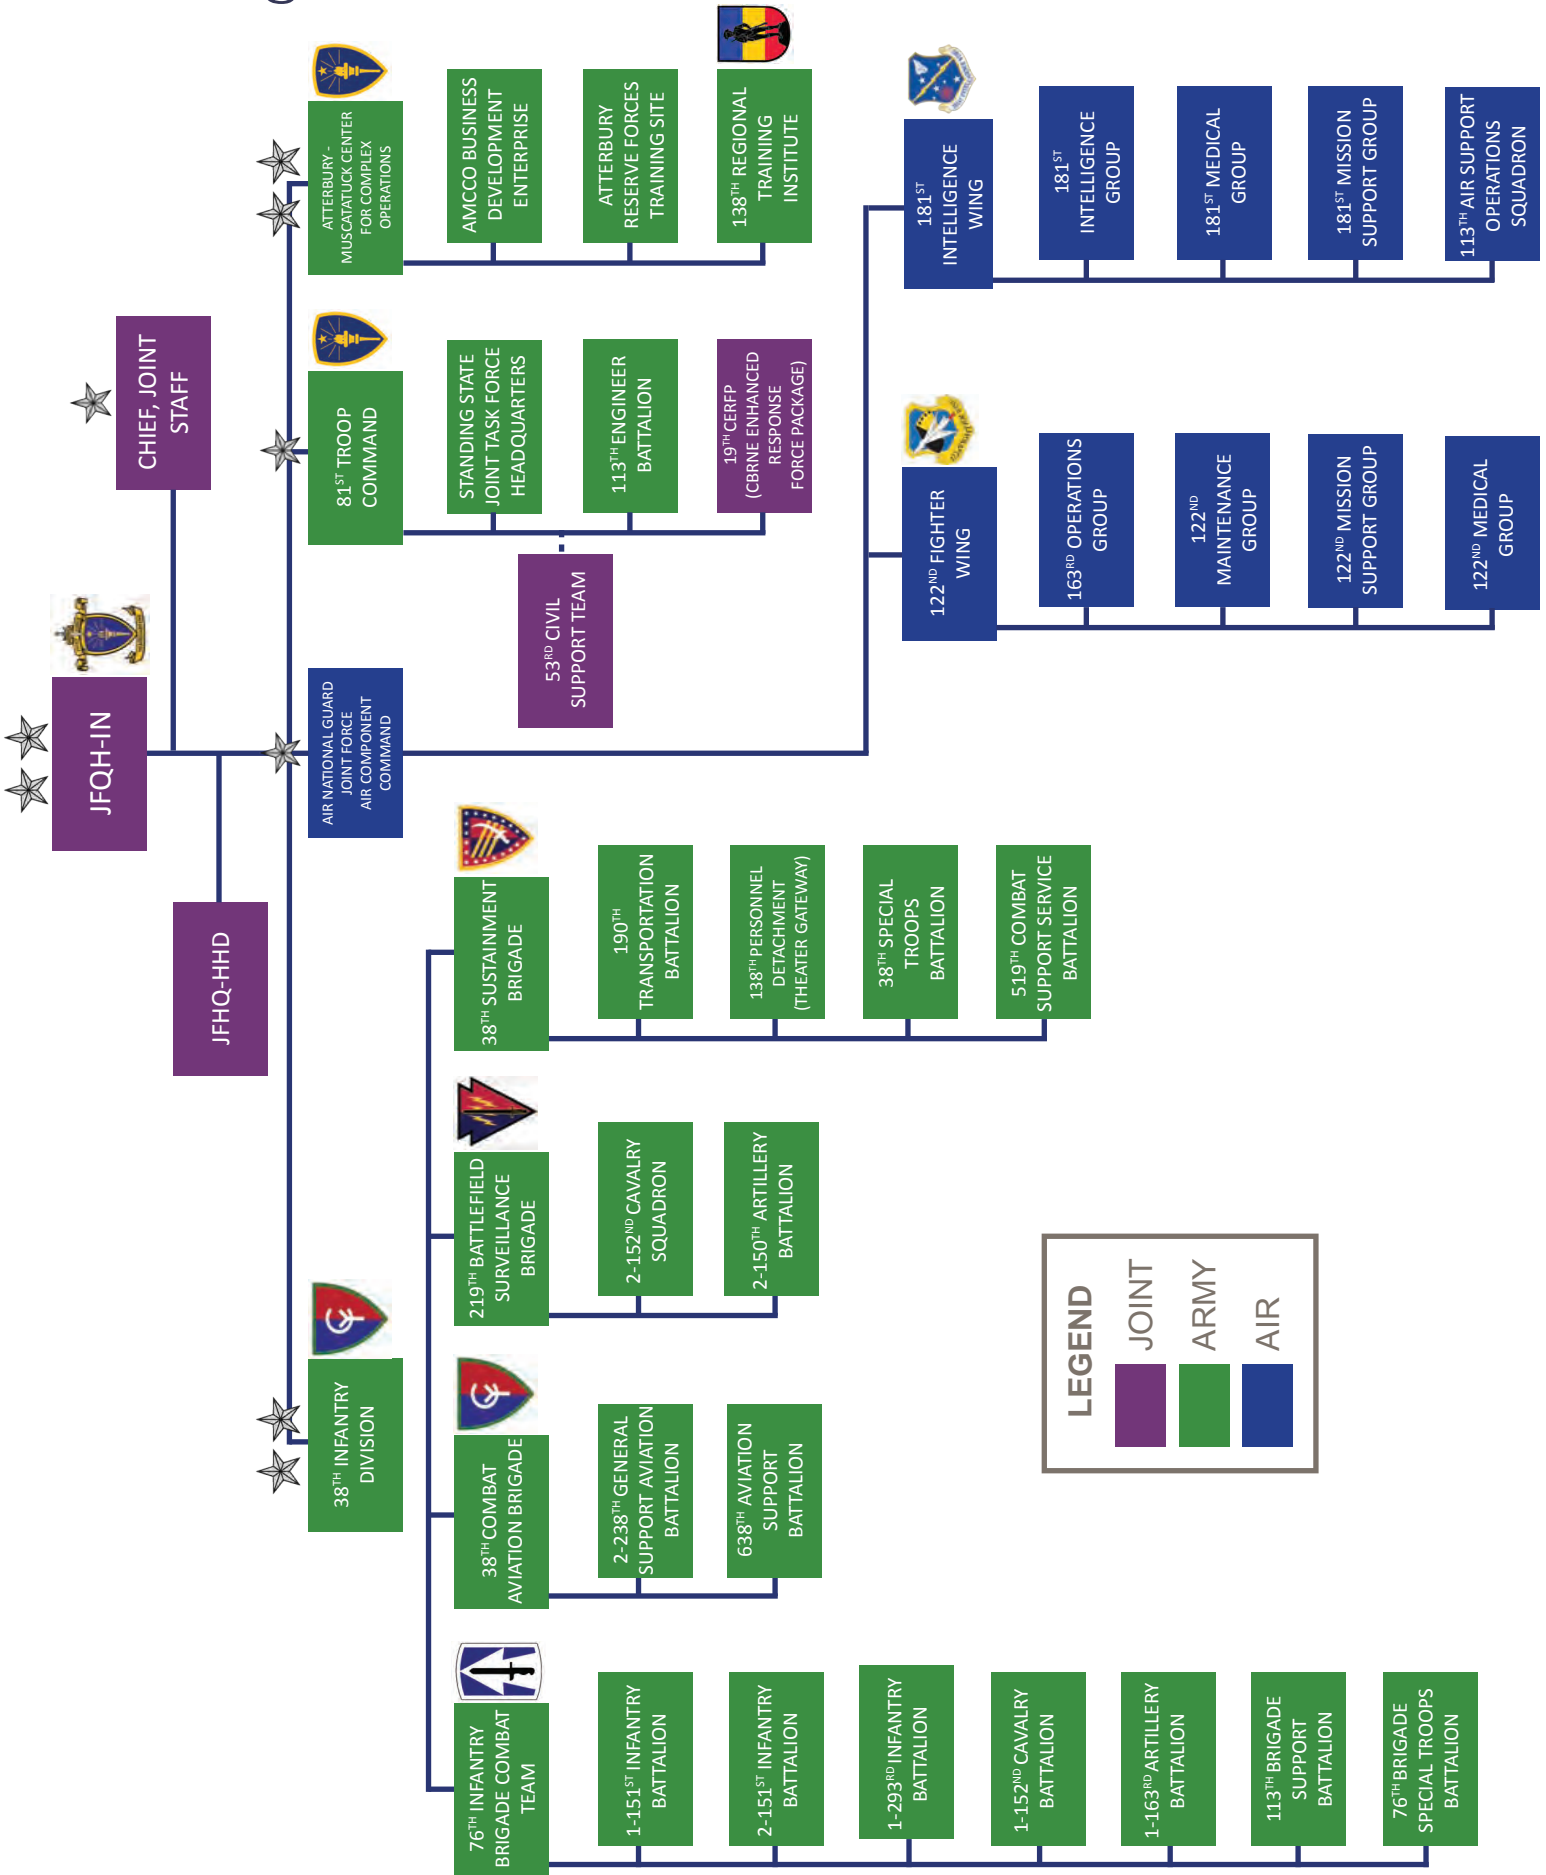 JFQH-IN
CHIEF, JOINT
STAFF
JFHQ-HHD
38TH INFANTRY
DIVISION
AIR NATIONAL GUARD
JOINT FORCE
AIR COMPONENT
COMMAND
81ST TROOP
COMMAND
ATTERBURY -
MUSCATATUCK CENTER
FOR COMPLEX
OPERATIONS
76TH INFANTRY
BRIGADE COMBAT
TEAM
1-151ST INFANTRY
BATTALION
2-151ST INFANTRY
BATTALION
1-293RD INFANTRY
BATTALION
1-152ND CAVALRY
BATTALION
1-163RD ARTILLERY
BATTALION
113TH BRIGADE
SUPPORT
BATTALION
76TH BRIGADE
SPECIAL TROOPS
BATTALION
38TH COMBAT
AVIATION BRIGADE
2-238TH GENERAL
SUPPORT AVIATION
BATTALION
638TH AVIATION
SUPPORT
BATTALION
219TH BATTLEFIELD
SURVEILLANCE
BRIGADE
2-152ND CAVALRY
SQUADRON
2-150TH ARTILLERY
BATTALION
38TH SUSTAINMENT
BRIGADE
190TH
TRANSPORTATION
BATTALION
138TH PERSONNEL
DETACHMENT
(THEATER GATEWAY)
38TH SPECIAL
TROOPS
BATTALION
519TH COMBAT
SUPPORT SERVICE
BATTALION
53RD CIVIL
SUPPORT TEAM
STANDING STATE
JOINT TASK FORCE
HEADQUARTERS
113TH ENGINEER
BATTALION
19TH CERFP
(CBRNE ENHANCED
RESPONSE
FORCE PACKAGE)
AMCCO BUSINESS
DEVELOPMENT
ENTERPRISE
ATTERBURY
RESERVE FORCES
TRAINING SITE
138TH REGIONAL
TRAINING
INSTITUTE
122ND FIGHTER
WING
163RD OPERATIONS
GROUP
122ND
MAINTENANCE
GROUP
122ND MISSION
SUPPORT GROUP
122ND MEDICAL
GROUP
181ST
INTELLIGENCE
WING
181ST
INTELLIGENCE
GROUP
181ST MEDICAL
GROUP
181ST MISSION
SUPPORT GROUP
113TH AIR SUPPORT
OPERATIONS
SQUADRON
LEGEND
JOINT
ARMY
AIR